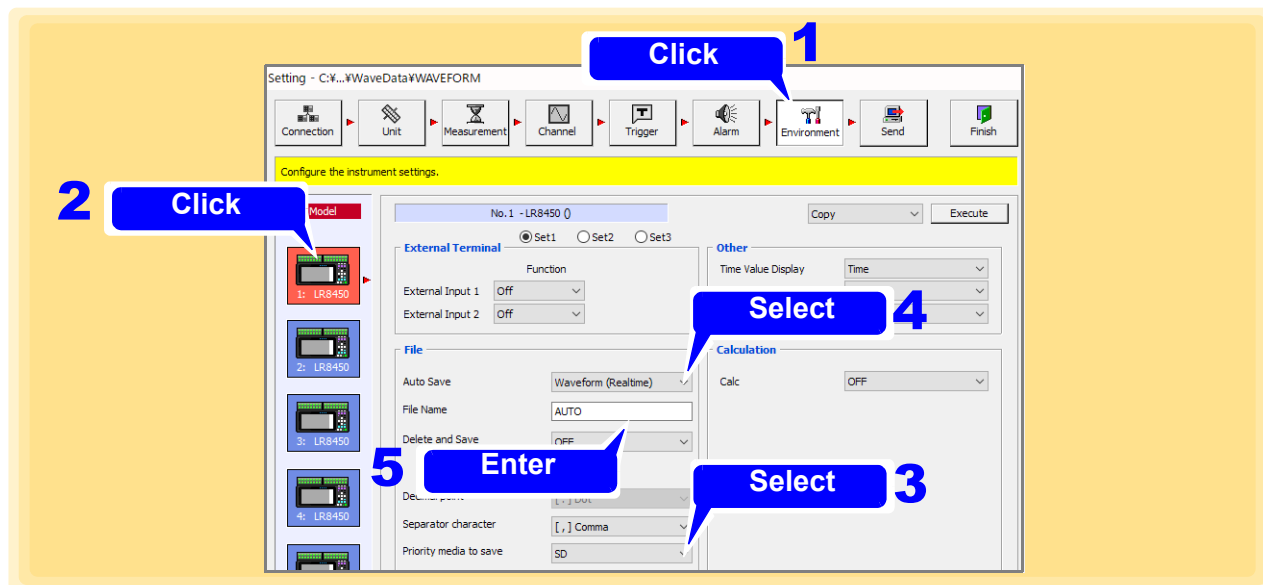 Click 1
Setting - C:¥...¥WaveData¥WAVEFORM
Connection Unit Measurement Channel Trigger Alarm Environment Send Finish
Configure the instrument settings.
2 Click
Model
No. 1 - LR8450 () Copy Execute
Set1 Set2 Set3
External Terminal Other
Function Time Value Display Time
1: LR8450 External Input 1 Off
External Input 2 Off
Select 4
2: LR8450
File Calculation
Auto Save Waveform (Realtime) Calc OFF
File Name AUTO
3: LR8450 Delete and Save OFF
5 Enter
Select 3
4: LR8450
Separator character [ , ] Comma
Priority media to save SD